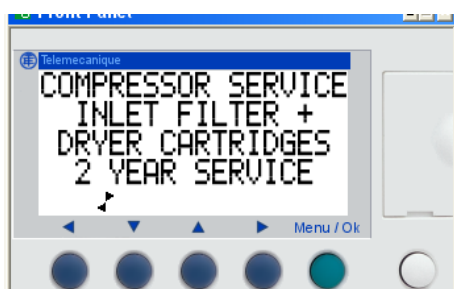 Front Panel
Telemecanique
COMPRESSOR SERVICE
INLET FILTER +
DRYER CARTRIDGES
2 YEAR SERVICE
Menu / Ok